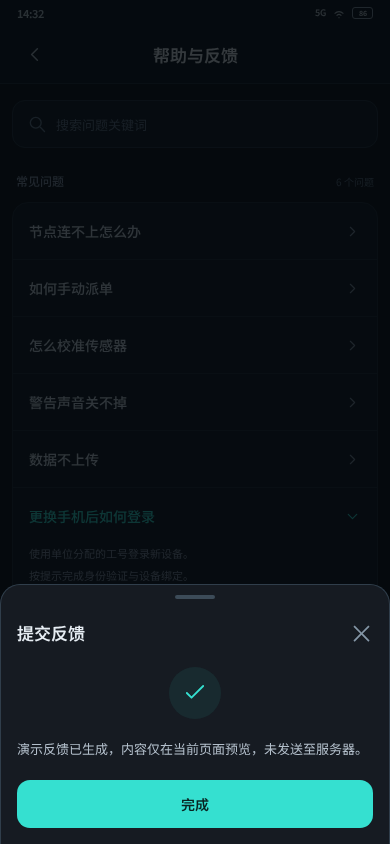 14:32
5G
86
帮助与反馈
搜索问题关键词
常见问题
6 个问题
节点连不上怎么办
如何手动派单
怎么校准传感器
警告声音关不掉
数据不上传
更换手机后如何登录
使用单位分配的工号登录新设备。
按提示完成身份验证与设备绑定。
提交反馈
演示反馈已生成，内容仅在当前页面预览，未发送至服务器。
完成